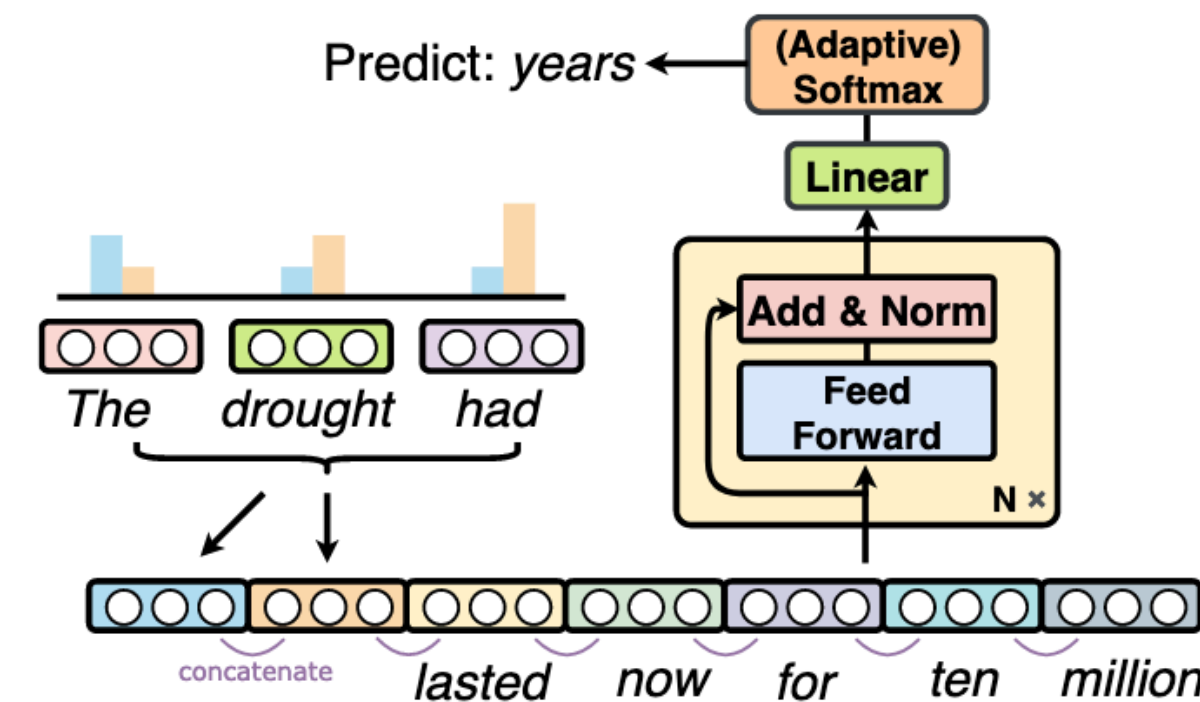 Predict: years
(Adaptive)
Softmax
Linear
Add & Norm
Feed
Forward
N ×
The drought had
concatenate
lasted now for ten million